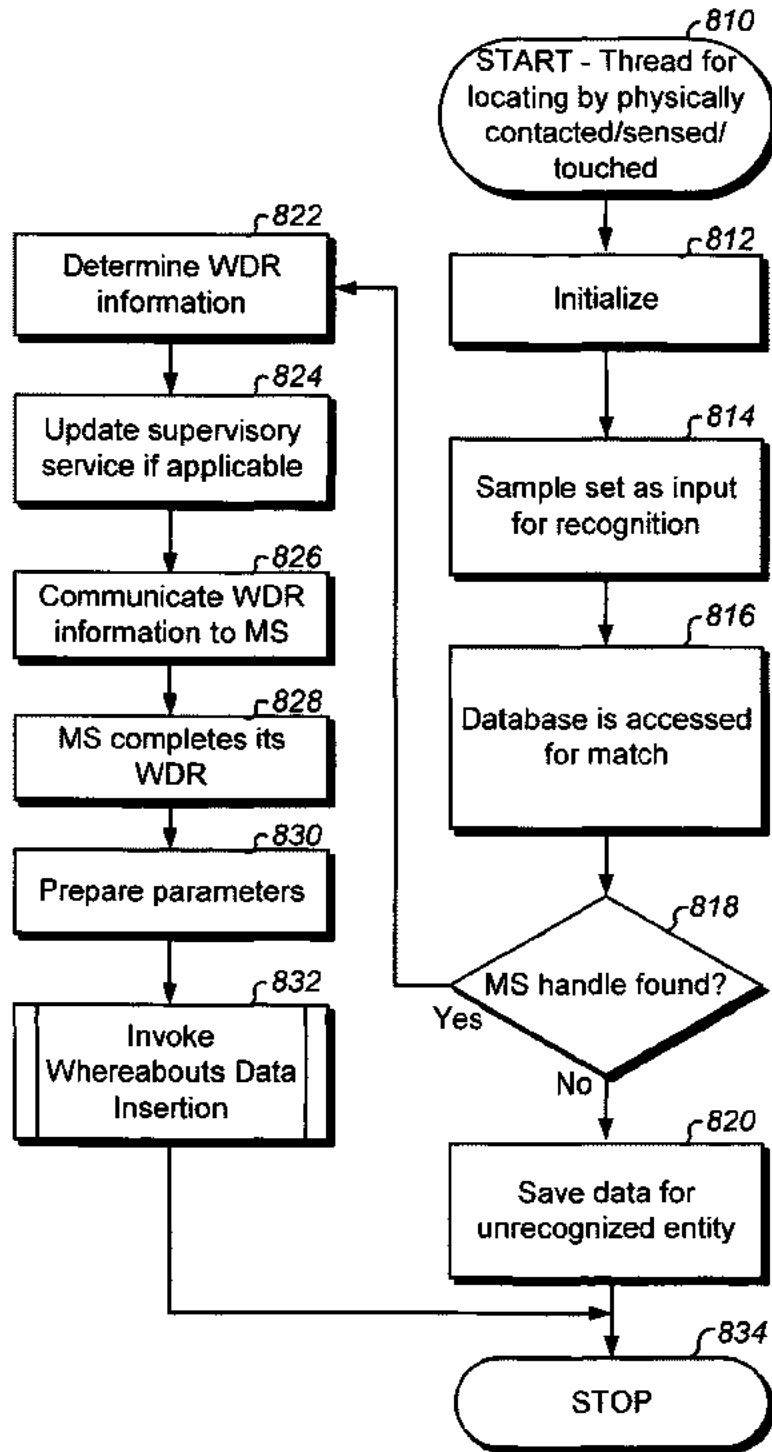 810
START - Thread for
locating by physically
contacted/sensed/
touched
812
Initialize
814
Sample set as input
for recognition
816
Database is accessed
for match
818
MS handle found?
Yes
No
820
Save data for
unrecognized entity
822
Determine WDR
information
824
Update supervisory
service if applicable
826
Communicate WDR
information to MS
828
MS completes its
WDR
830
Prepare parameters
832
Invoke
Whereabouts Data
Insertion
834
STOP